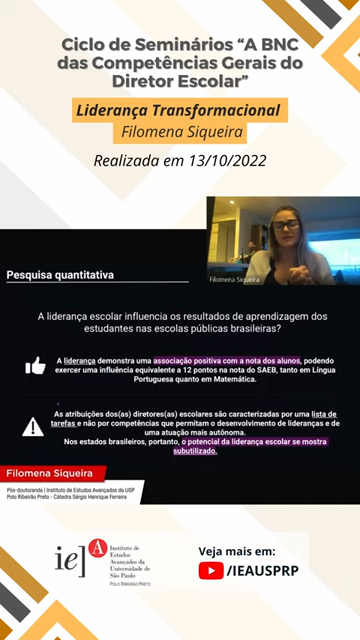 Ciclo de Seminários “A BNC
das Competências Gerais do
Diretor Escolar”
Liderança Transformacional
Filomena Siqueira
Realizada em 13/10/2022
Filomena Siqueira
Pesquisa quantitativa
A liderança escolar influencia os resultados de aprendizagem dos
estudantes nas escolas públicas brasileiras?
A liderança demonstra uma associação positiva com a nota dos alunos, podendo
exercer uma influência equivalente a 12 pontos na nota do SAEB, tanto em Língua
Portuguesa quanto em Matemática.
As atribuições dos(as) diretores(as) escolares são caracterizadas por uma lista de
tarefas e não por competências que permitam o desenvolvimento de lideranças e de
uma atuação mais autônoma.
Nos estados brasileiros, portanto, o potencial da liderança escolar se mostra
subutilizado.
Filomena Siqueira
Pós-doutoranda | Instituto de Estudos Avançados da USP
Polo Ribeirão Preto - Cátedra Sérgio Henrique Ferreira
ie] A
Instituto de
Estudos
Avançados da
Universidade de
São Paulo
POLO RIBEIRÃO PRETO
Veja mais em:
/IEAUSPRP